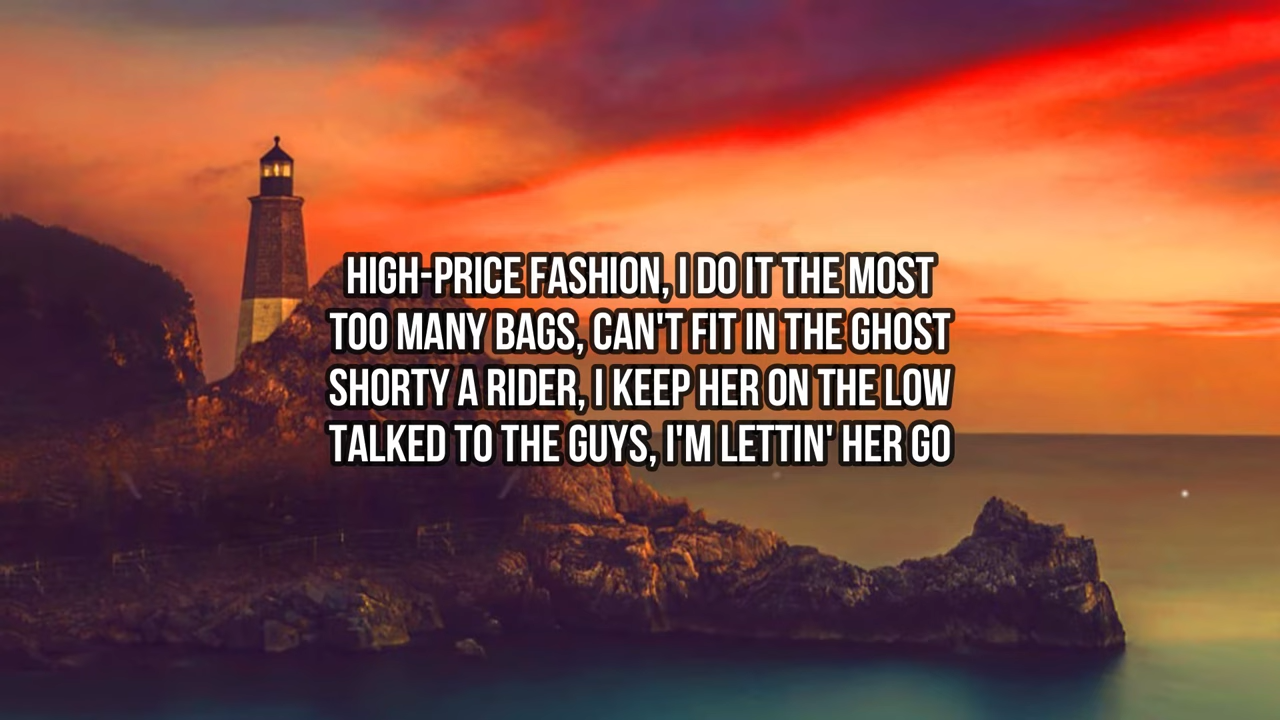 HIGH-PRICE FASHION, I DO IT THE MOST
TOO MANY BAGS, CAN'T FIT IN THE GHOST
SHORTY A RIDER, I KEEP HER ON THE LOW
TALKED TO THE GUYS, I'M LETTIN' HER GO